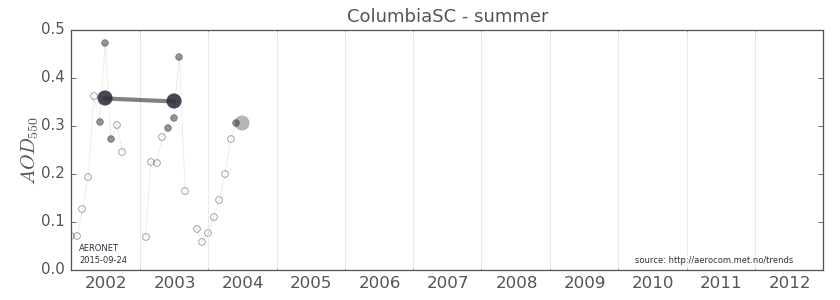 ColumbiaSC - summer
0.5
0.4
0.3
0.2
0.1
0.0
AOD550
AERONET
2015-09-24
source: http://aerocom.met.no/trends
2002 2003 2004 2005 2006 2007 2008 2009 2010 2011 2012